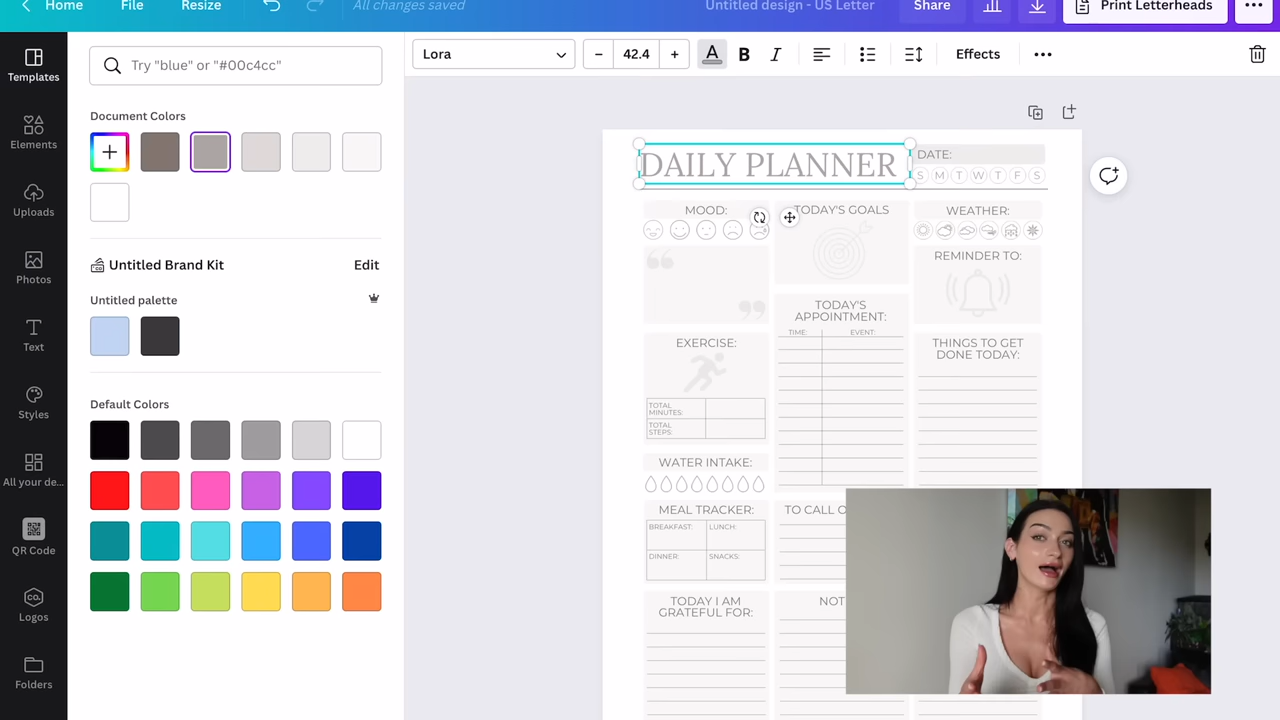 Home File Resize All changes saved Untitled design - US Letter Share Print Letterheads
Templates
Elements
Uploads
Photos
Text
Styles
All your de...
QR Code
Logos
Folders
Try "blue" or "#00c4cc"
Document Colors
Untitled Brand Kit Edit
Untitled palette
Default Colors
Lora 42.4 A B I Effects
DAILY PLANNER
DATE:
S M T W T F S
MOOD:
EXERCISE:
TOTAL
MINUTES:
TOTAL
STEPS:
WATER INTAKE:
MEAL TRACKER:
BREAKFAST: LUNCH:
DINNER: SNACKS:
TODAY I AM
GRATEFUL FOR:
TODAY'S GOALS
TODAY'S
APPOINTMENT:
TIME: EVENT:
TO CALL O
NOT
WEATHER:
REMINDER TO:
THINGS TO GET
DONE TODAY: